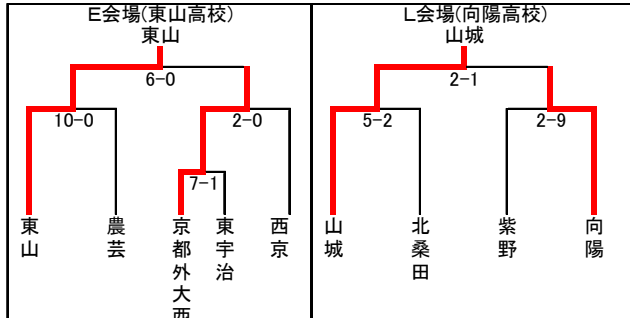 E会場(東山高校)
東山
6-0
10-0
2-0
7-1
東山
農芸
京都外大西
東宇治
西京
L会場(向陽高校)
山城
2-1
5-2
2-9
山城
北桑田
紫野
向陽